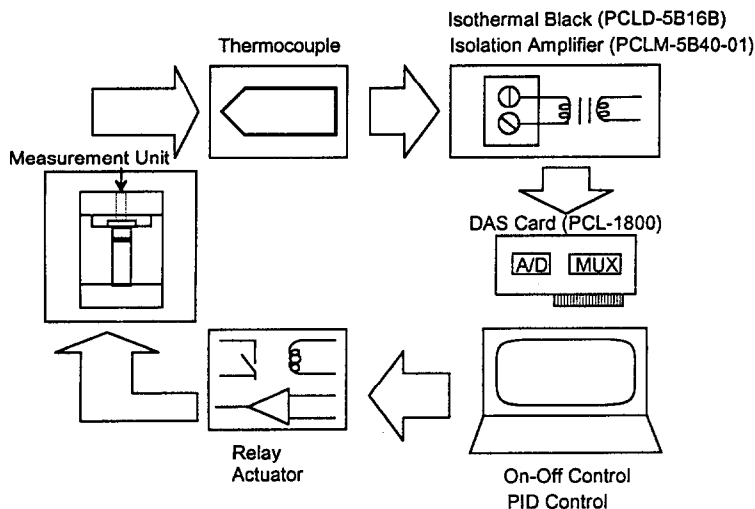 Isothermal Black (PCLD-5B16B)
Thermocouple
Isolation Amplifier (PCLM-5B40-01)
Measurement Unit
DAS Card (PCL-1800)
A/D
MUX
Relay
Actuator
On-Off Control
PID Control